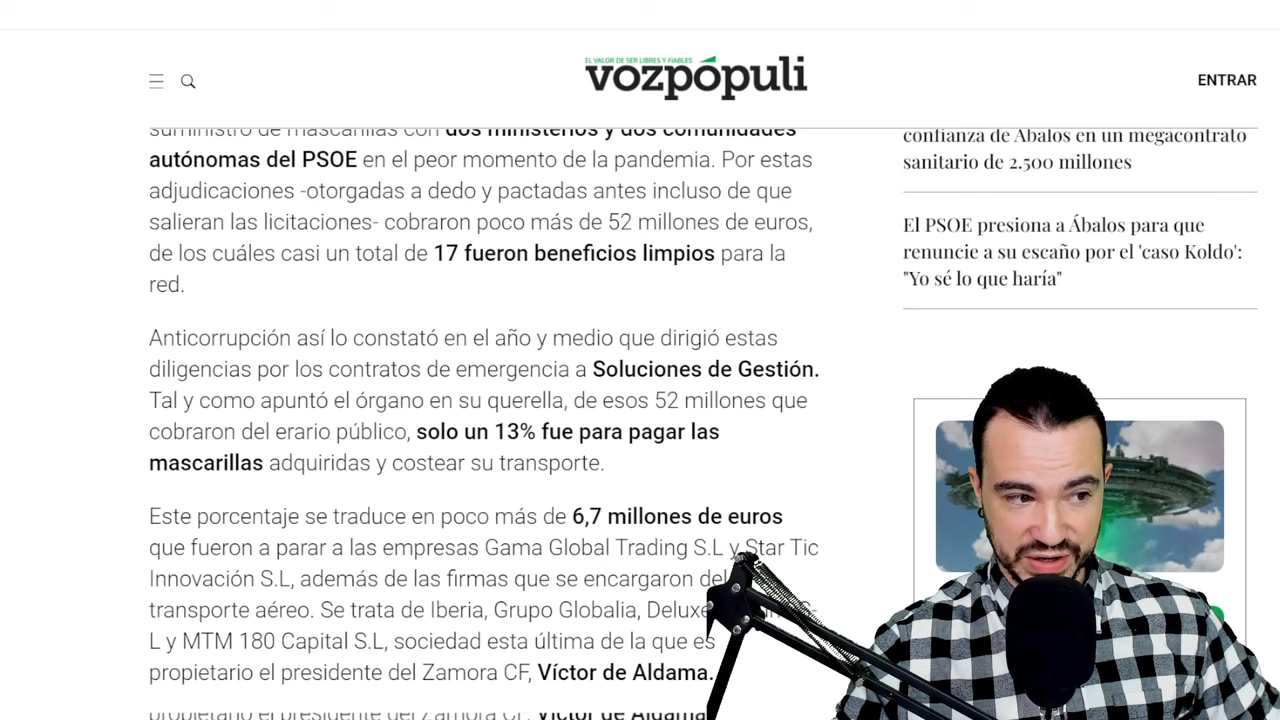 EL VALOR DE SER LIBRES Y FIABLES
vozpópuli
ENTRAR
suministro de mascarillas con dos ministerios y dos comunidades
autónomas del PSOE en el peor momento de la pandemia. Por estas
adjudicaciones -otorgadas a dedo y pactadas antes incluso de que
salieran las licitaciones- cobraron poco más de 52 millones de euros,
de los cuáles casi un total de 17 fueron beneficios limpios para la
red.
Anticorrupción así lo constató en el año y medio que dirigió estas
diligencias por los contratos de emergencia a Soluciones de Gestión.
Tal y como apuntó el órgano en su querella, de esos 52 millones que
cobraron del erario público, solo un 13% fue para pagar las
mascarillas adquiridas y costear su transporte.
Este porcentaje se traduce en poco más de 6,7 millones de euros
que fueron a parar a las empresas Gama Global Trading S.L y Star Tic
Innovación S.L, además de las firmas que se encargaron del
transporte aéreo. Se trata de Iberia, Grupo Globalia, Deluxe
L y MTM 180 Capital S.L, sociedad esta última de la que es
propietario el presidente del Zamora CF, Víctor de Aldama.
propietario el presidente del Zamora CF, Víctor de Aldama
confianza de Ábalos en un megacontrato
sanitario de 2.500 millones
El PSOE presiona a Ábalos para que
renuncie a su escaño por el 'caso Koldo':
"Yo sé lo que haría"